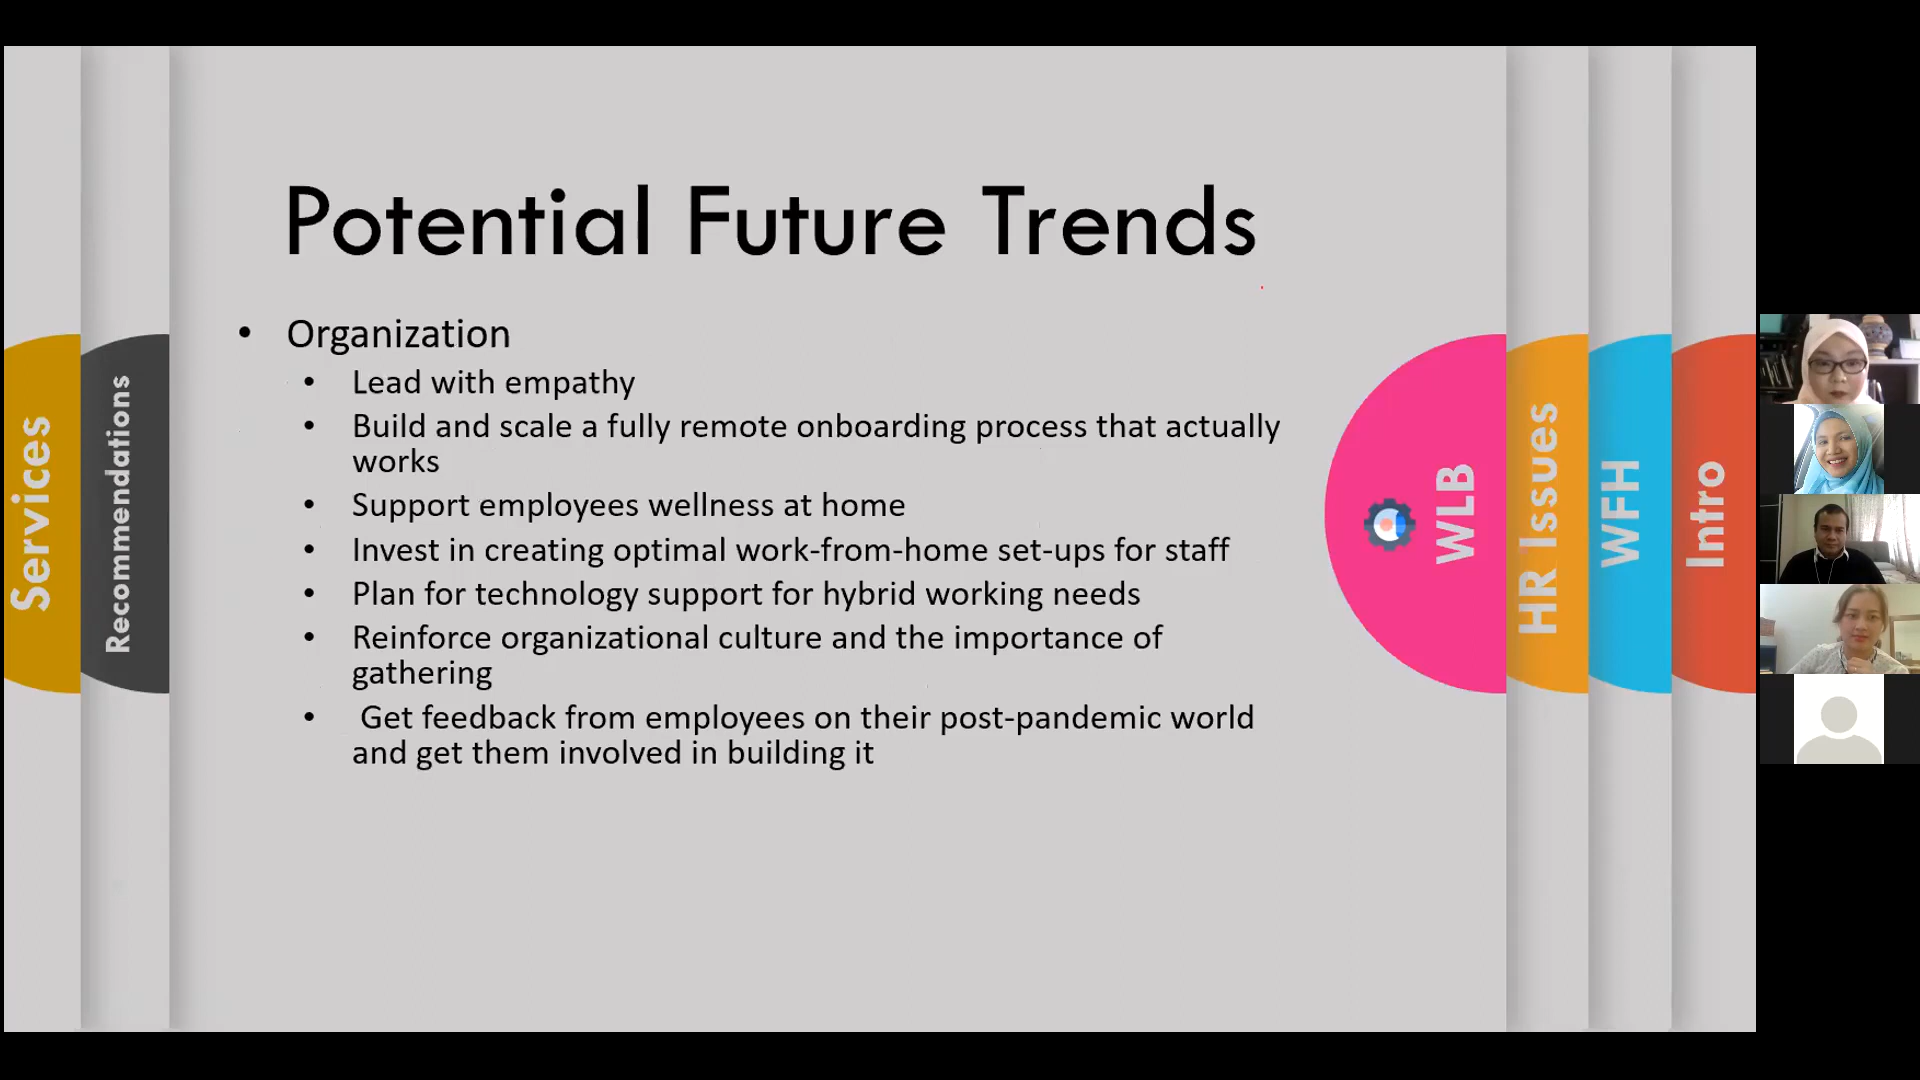 Potential Future Trends
• Organization
• Lead with empathy
• Build and scale a fully remote onboarding process that actually
works
• Support employees wellness at home
• Invest in creating optimal work-from-home set-ups for staff
• Plan for technology support for hybrid working needs
• Reinforce organizational culture and the importance of
gathering
• Get feedback from employees on their post-pandemic world
and get them involved in building it
Services
Recommendations
WLB
HR Issues
WFH
Intro